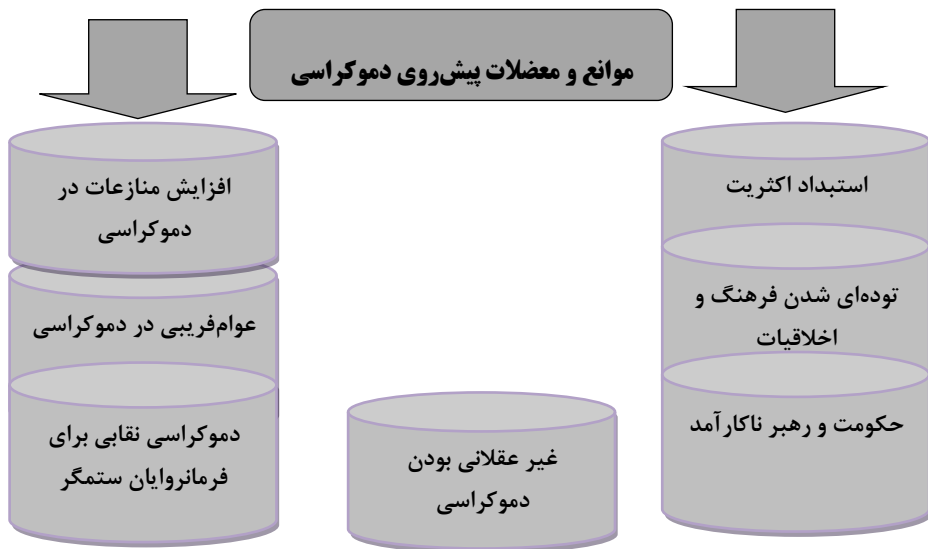 موانع و معضلات پیش‌روی دموکراسی
استبداد اکثریت
توده‌ای شدن فرهنگ و
اخلاقیات
حکومت و رهبر ناکارآمد
غیر عقلانی بودن
دموکراسی
افزایش منازعات در
دموکراسی
عوام‌فریبی در دموکراسی
دموکراسی نقابی برای
فرمانروایان ستمگر